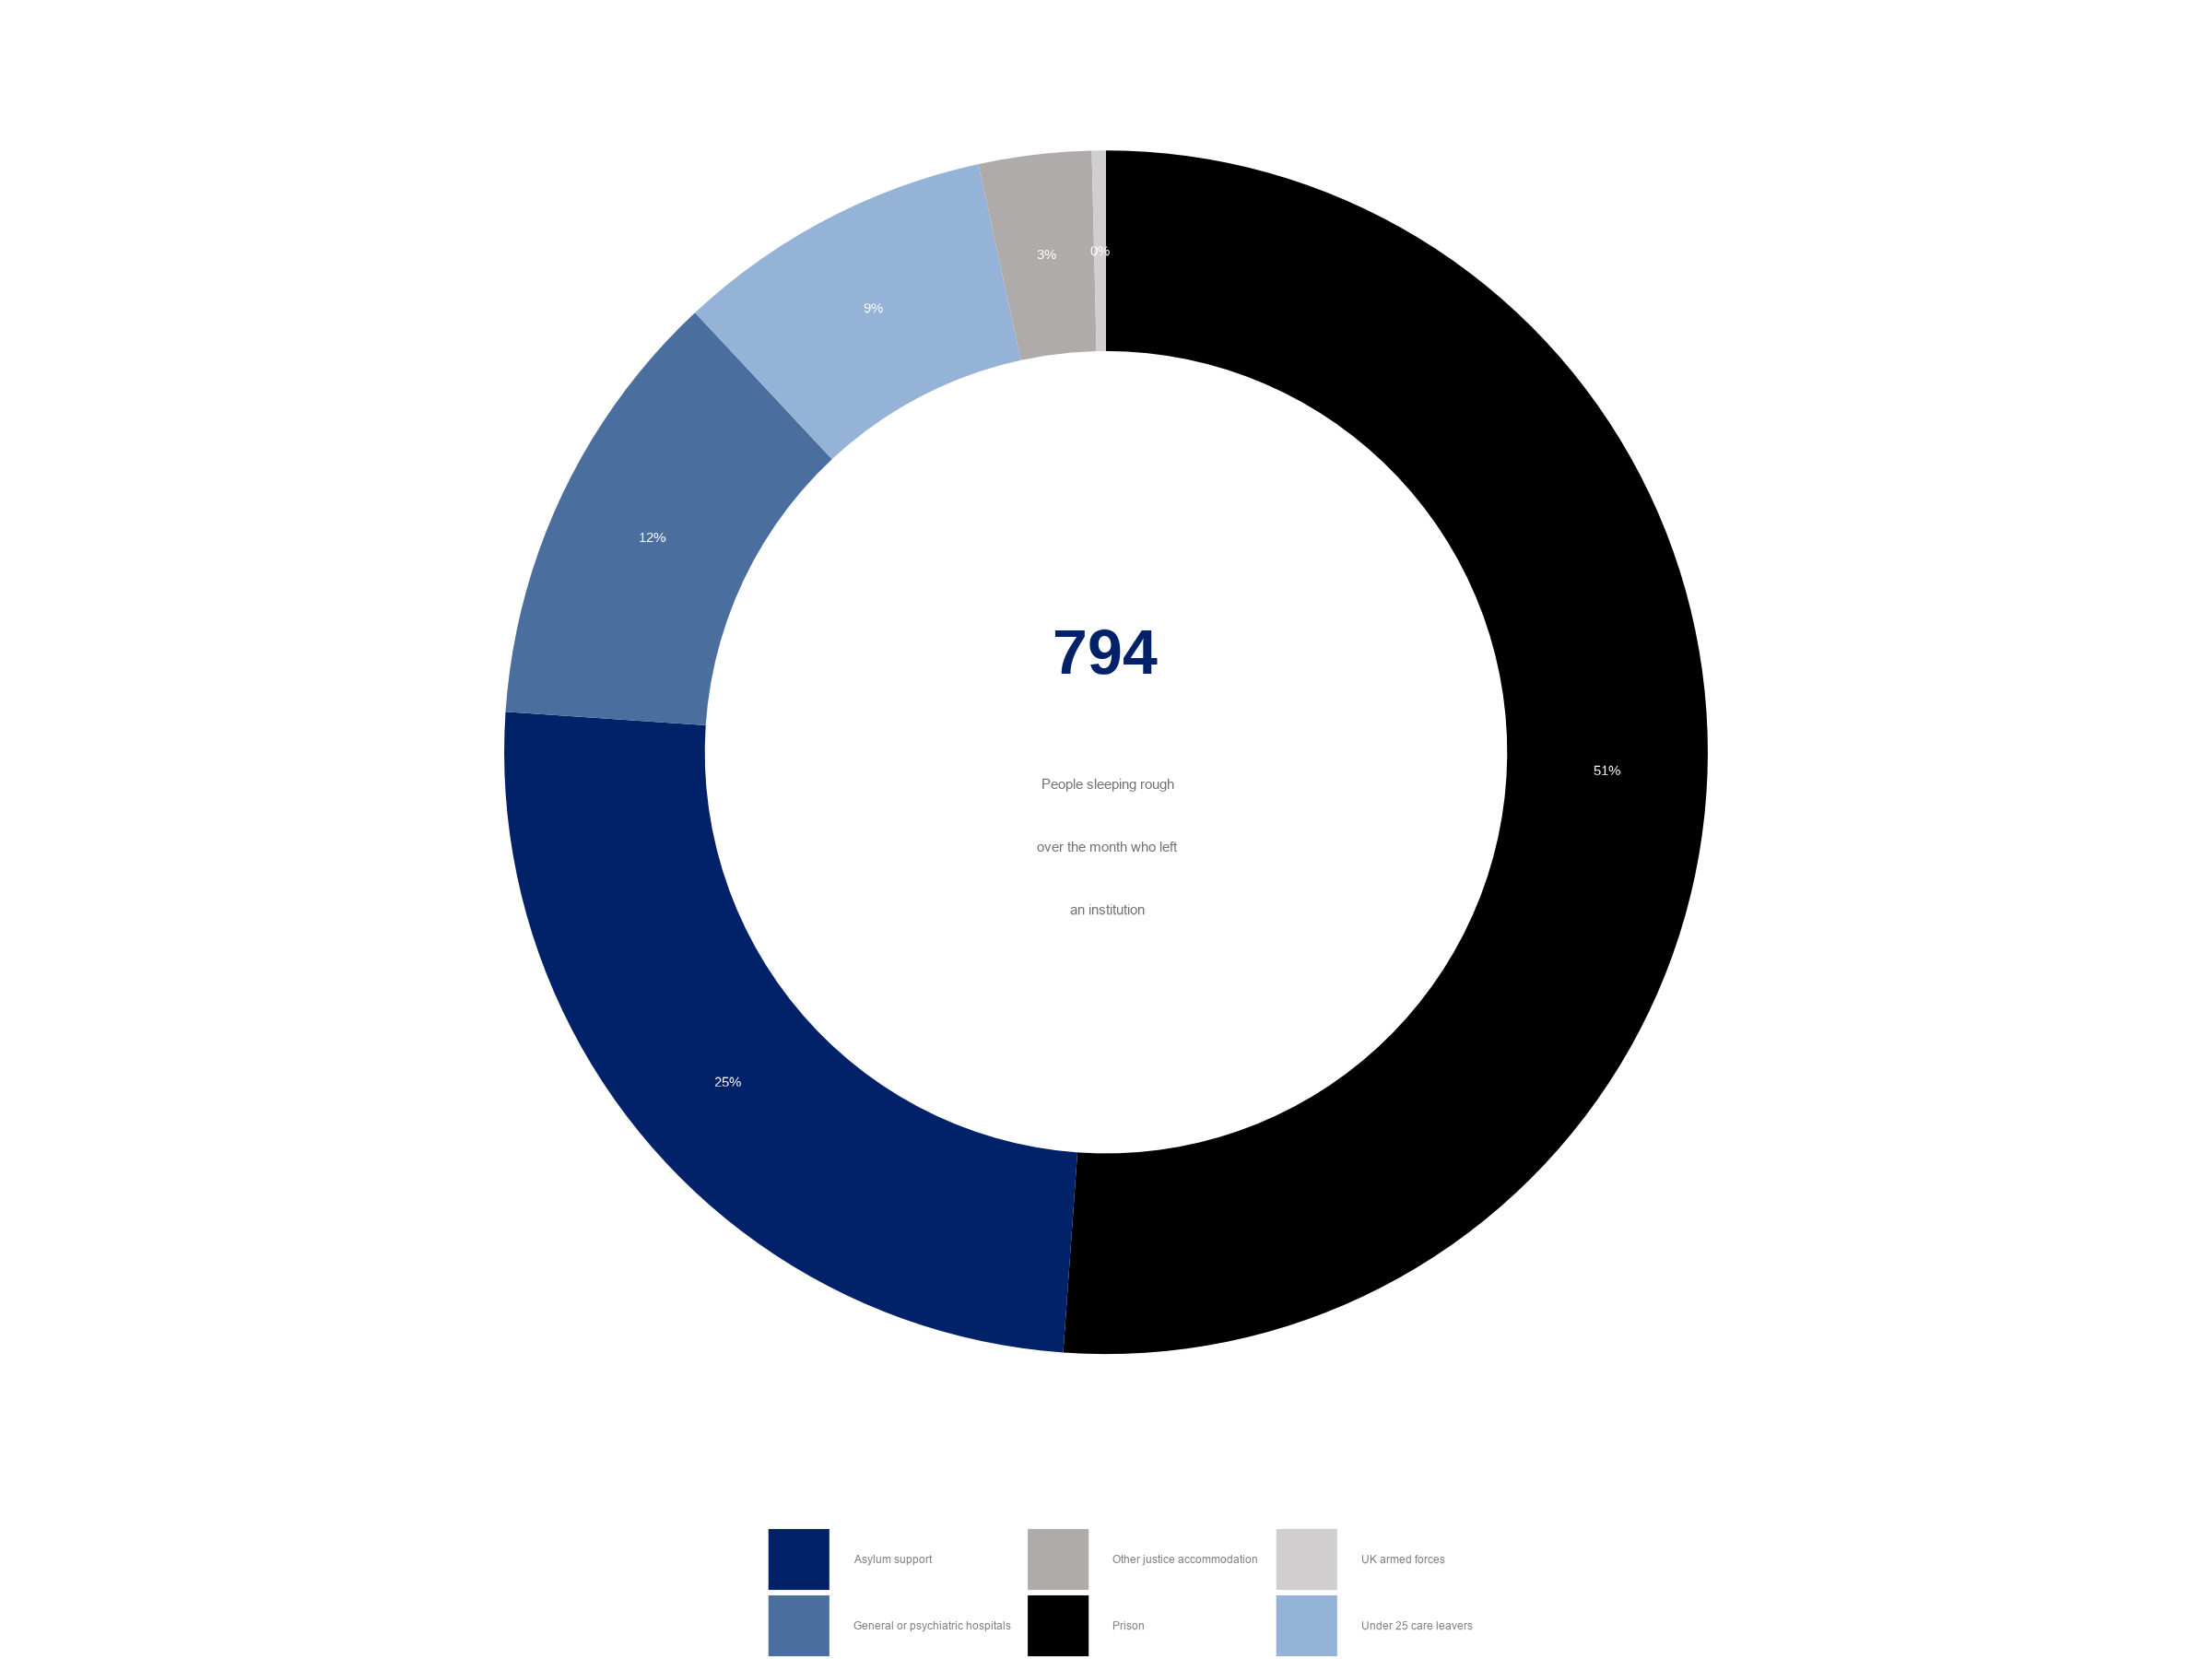 0%
3%
9%
12%
794
51%
People sleeping rough
over the month who left
an institution
25%
Asylum support
Other justice accommodation
UK armed forces
General or psychiatric hospitals
Prison
Under 25 care leavers